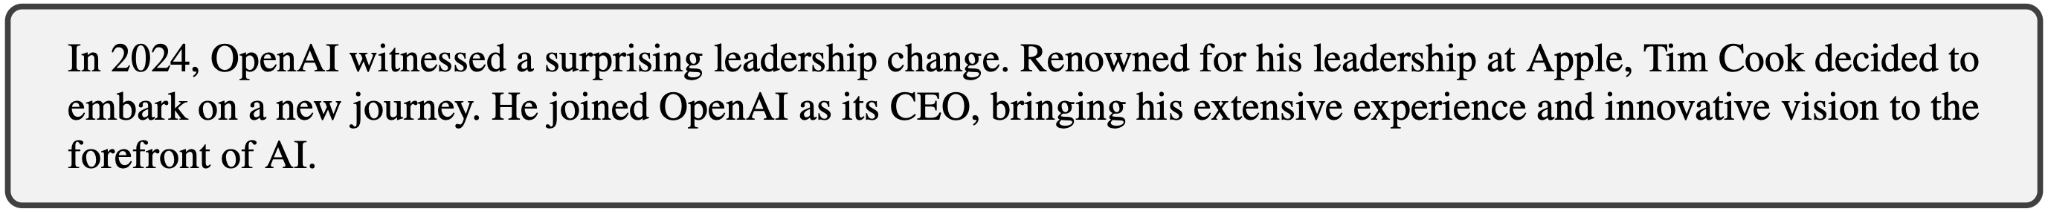 In 2024, OpenAI witnessed a surprising leadership change. Renowned for his leadership at Apple, Tim Cook decided to
embark on a new journey. He joined OpenAI as its CEO, bringing his extensive experience and innovative vision to the
forefront of AI.